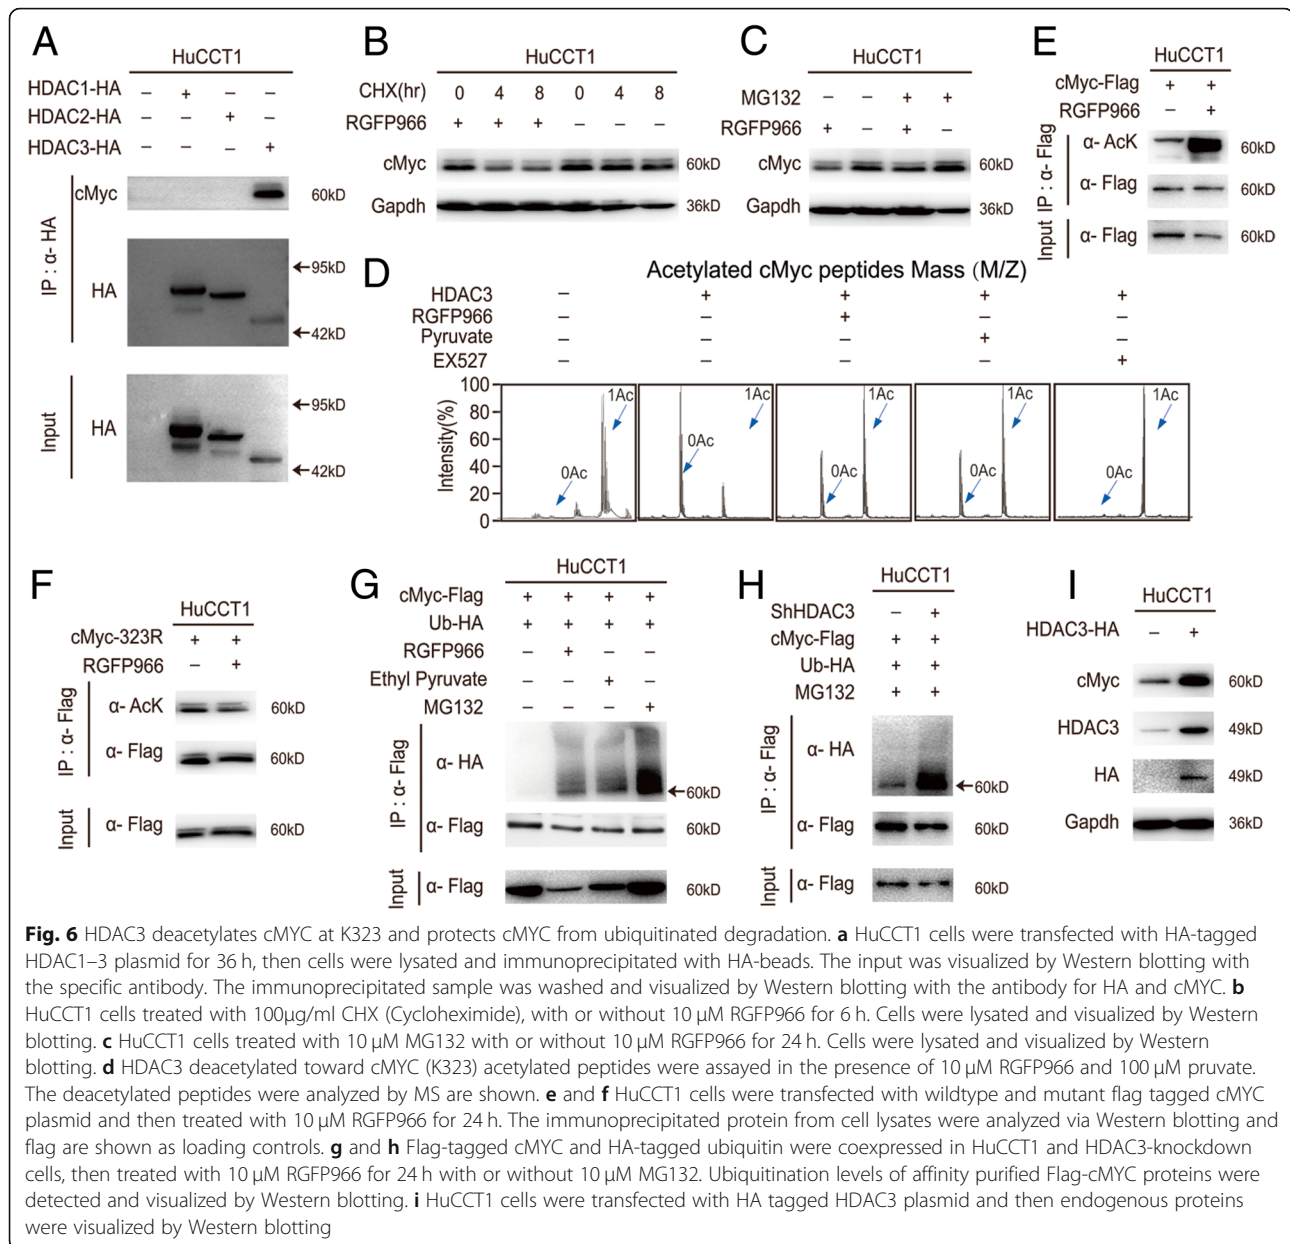 A
HuCCT1
HDAC1-HA – + – –
HDAC2-HA – – + –
HDAC3-HA – – – +
IP : α- HA
cMyc 60kD
HA
←95kD
←42kD
Input
HA
←95kD
←42kD
B
HuCCT1
CHX(hr) 0 4 8 0 4 8
RGFP966 + + + – – –
cMyc 60kD
Gapdh 36kD
C
HuCCT1
MG132 – – + +
RGFP966 + – + –
cMyc 60kD
Gapdh 36kD
E
HuCCT1
cMyc-Flag + +
RGFP966 – +
IP : α- Flag
α- AcK 60kD
α- Flag 60kD
Input
α- Flag 60kD
D
Acetylated cMyc peptides Mass (M/Z)
HDAC3 – + + + +
RGFP966 – – + – –
Pyruvate – – – + –
EX527 – – – – +
Intensity(%)
100
80
60
40
20
0
1Ac 1Ac 1Ac 1Ac 1Ac
0Ac 0Ac 0Ac 0Ac 0Ac
F
HuCCT1
cMyc-323R + +
RGFP966 – +
IP : α- Flag
α- AcK 60kD
α- Flag 60kD
Input
α- Flag 60kD
G
HuCCT1
cMyc-Flag + + + +
Ub-HA + + + +
RGFP966 – + – –
Ethyl Pyruvate – – + –
MG132 – – – +
IP : α- Flag
α- HA ←60kD
α- Flag 60kD
Input
α- Flag 60kD
H
HuCCT1
ShHDAC3 – +
cMyc-Flag + +
Ub-HA + +
MG132 + +
IP : α- Flag
α- HA ←60kD
α- Flag 60kD
Input
α- Flag 60kD
I
HuCCT1
HDAC3-HA – +
cMyc 60kD
HDAC3 49kD
HA 49kD
Gapdh 36kD
Fig. 6 HDAC3 deacetylates cMYC at K323 and protects cMYC from ubiquitinated degradation. a HuCCT1 cells were transfected with HA-tagged
HDAC1–3 plasmid for 36 h, then cells were lysated and immunoprecipitated with HA-beads. The input was visualized by Western blotting with
the specific antibody. The immunoprecipitated sample was washed and visualized by Western blotting with the antibody for HA and cMYC. b
HuCCT1 cells treated with 100μg/ml CHX (Cycloheximide), with or without 10 μM RGFP966 for 6 h. Cells were lysated and visualized by Western
blotting. c HuCCT1 cells treated with 10 μM MG132 with or without 10 μM RGFP966 for 24 h. Cells were lysated and visualized by Western
blotting. d HDAC3 deacetylated toward cMYC (K323) acetylated peptides were assayed in the presence of 10 μM RGFP966 and 100 μM pruvate.
The deacetylated peptides were analyzed by MS are shown. e and f HuCCT1 cells were transfected with wildtype and mutant flag tagged cMYC
plasmid and then treated with 10 μM RGFP966 for 24 h. The immunoprecipitated protein from cell lysates were analyzed via Western blotting and
flag are shown as loading controls. g and h Flag-tagged cMYC and HA-tagged ubiquitin were coexpressed in HuCCT1 and HDAC3-knockdown
cells, then treated with 10 μM RGFP966 for 24 h with or without 10 μM MG132. Ubiquitination levels of affinity purified Flag-cMYC proteins were
detected and visualized by Western blotting. i HuCCT1 cells were transfected with HA tagged HDAC3 plasmid and then endogenous proteins
were visualized by Western blotting